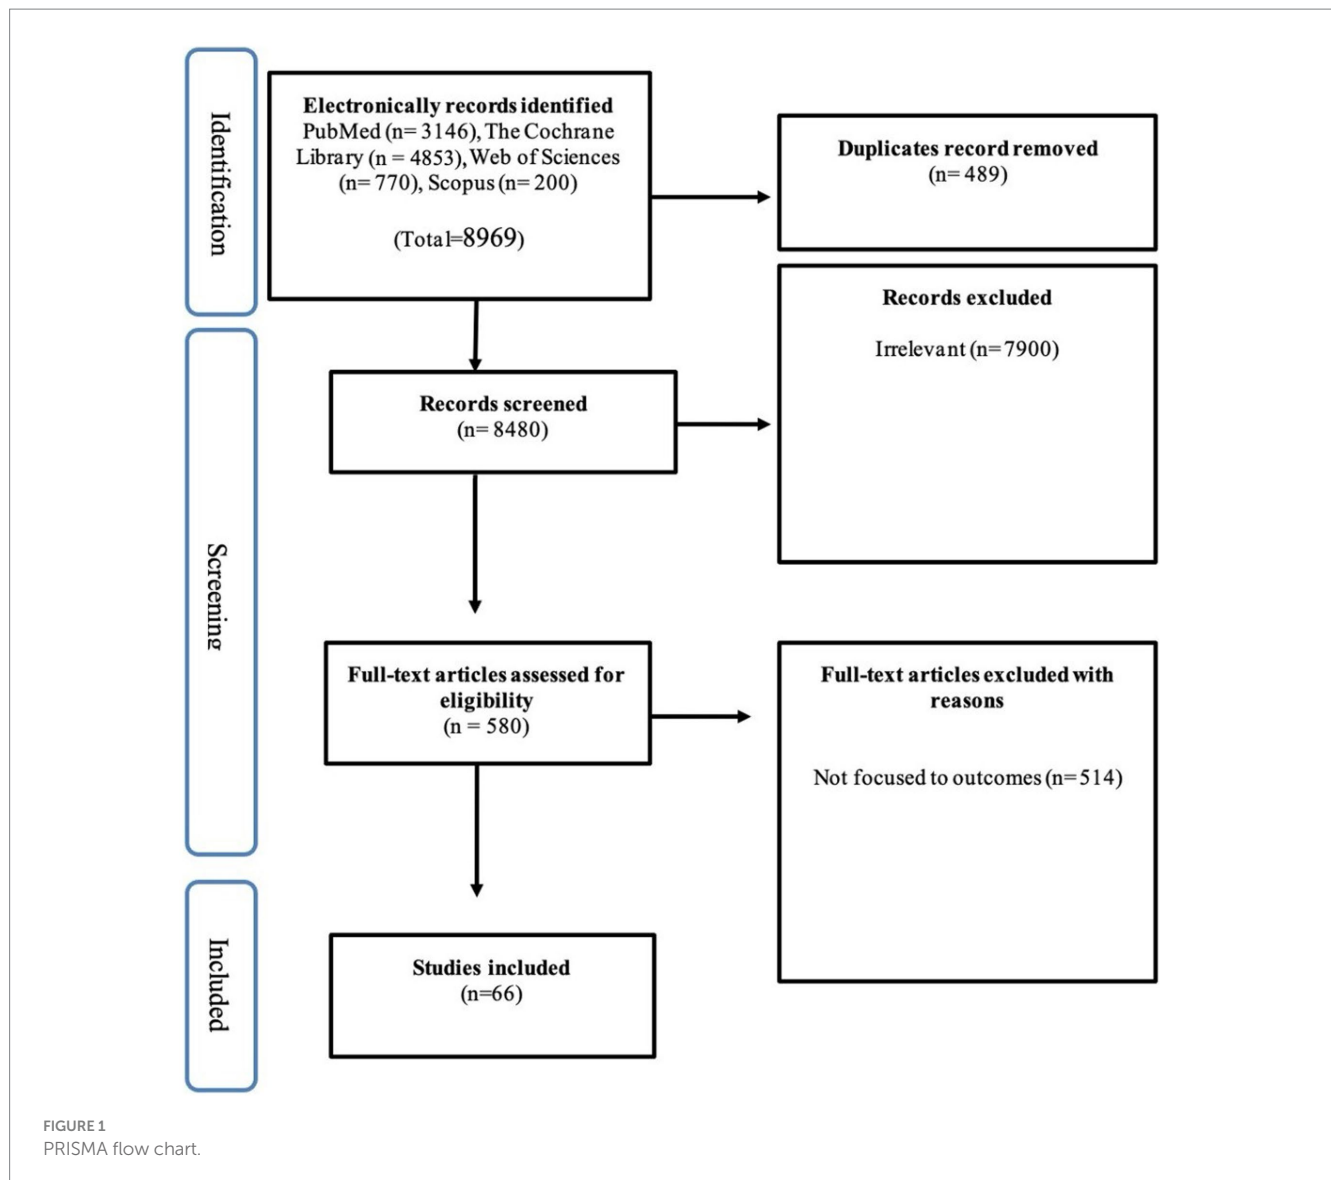 Identification
Electronically records identified
PubMed (n= 3146), The Cochrane
Library (n = 4853), Web of Sciences
(n= 770), Scopus (n= 200)
(Total=8969)
Duplicates record removed
(n= 489)
Records excluded
Irrelevant (n= 7900)
Screening
Records screened
(n= 8480)
Full-text articles assessed for
eligibility
(n = 580)
Full-text articles excluded with
reasons
Not focused to outcomes (n= 514)
Included
Studies included
(n=66)
FIGURE 1
PRISMA flow chart.